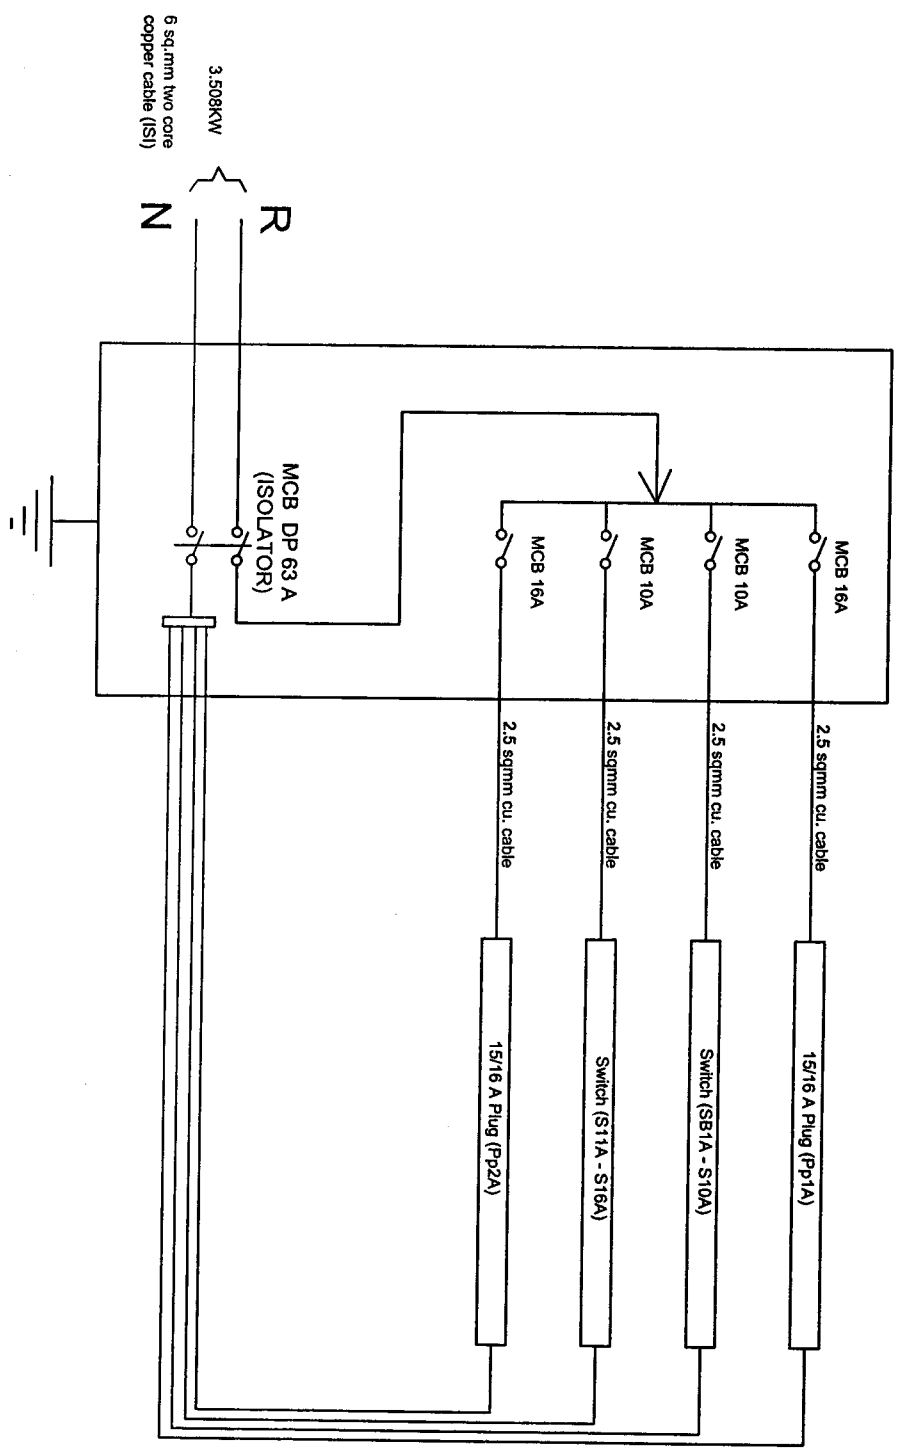 6 sq.mm two core
copper cable (ISI)
3.508KW
N
R
MCB DP 63 A
(ISOLATOR)
MCB 16A
2.5 sqmm cu. cable
15/16 A Plug (Pp2A)
MCB 10A
2.5 sqmm cu. cable
Switch (S11A - S16A)
MCB 10A
2.5 sqmm cu. cable
Switch (SB1A - S10A)
MCB 16A
2.5 sqmm cu. cable
15/16 A Plug (Pp1A)